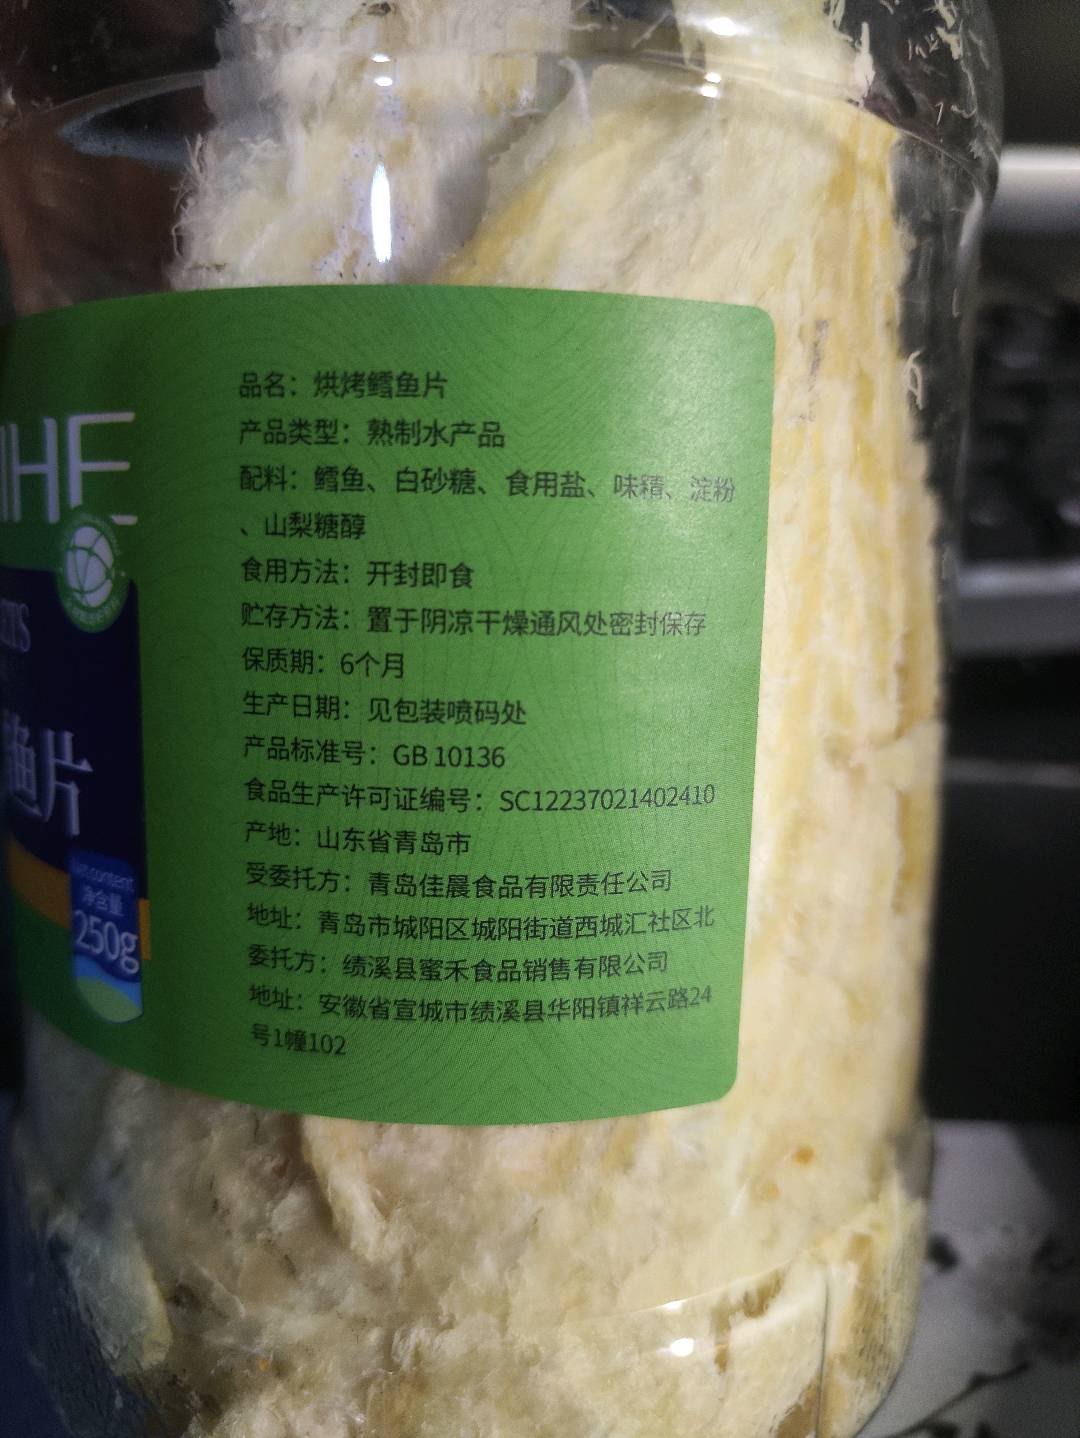 IHE
鱼片
净含量
250g
品名：烘烤鳕鱼片
产品类型：熟制水产品
配料：鳕鱼、白砂糖、食用盐、味精、淀粉
、山梨糖醇
食用方法：开封即食
贮存方法：置于阴凉干燥通风处密封保存
保质期：6个月
生产日期：见包装喷码处
产品标准号：GB 10136
食品生产许可证编号：SC12237021402410
产地：山东省青岛市
受委托方：青岛佳晨食品有限责任公司
地址：青岛市城阳区城阳街道西城汇社区北
委托方：绩溪县蜜禾食品销售有限公司
地址：安徽省宣城市绩溪县华阳镇祥云路24
号1幢102